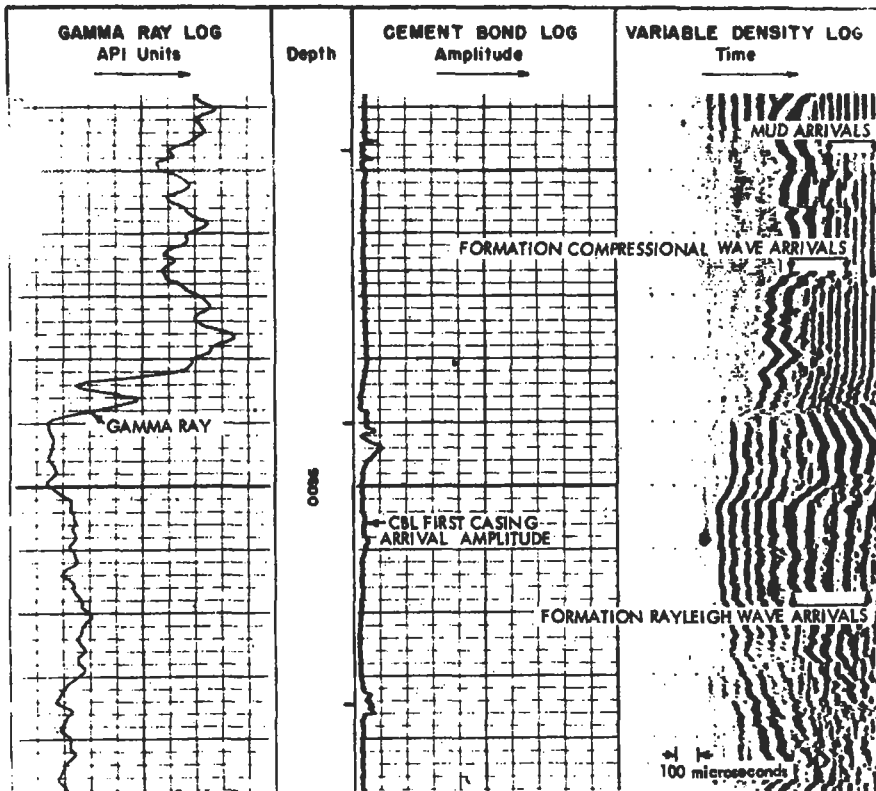 GAMMA RAY LOG
API Units
Depth
CEMENT BOND LOG
Amplitude
VARIABLE DENSITY LOG
Time
MUD ARRIVALS
FORMATION COMPRESSIONAL WAVE ARRIVALS
GAMMA RAY
9800
CBL FIRST CASING
ARRIVAL AMPLITUDE
FORMATION RAYLEIGH WAVE ARRIVALS
100 microseconds